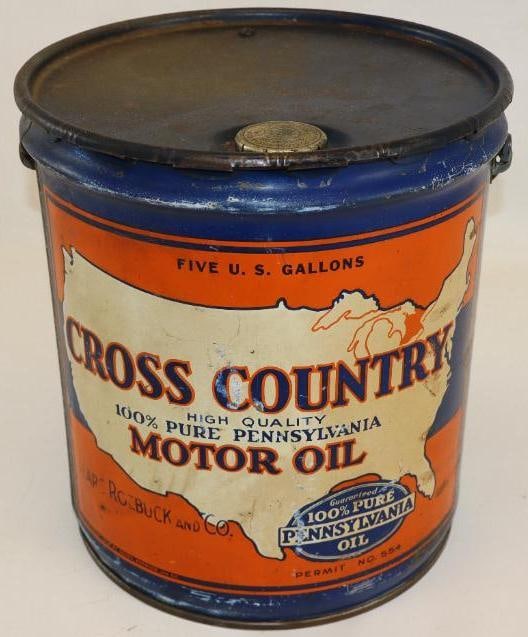 FIVE U. S. GALLONS
CROSS COUNTRY
HIGH QUALITY
100% PURE PENNSYLVANIA
MOTOR OIL
ROEBUCK AND CO.
Guaranteed
100% PURE
PENNSYLVANIA
OIL
PERMIT NO. 554